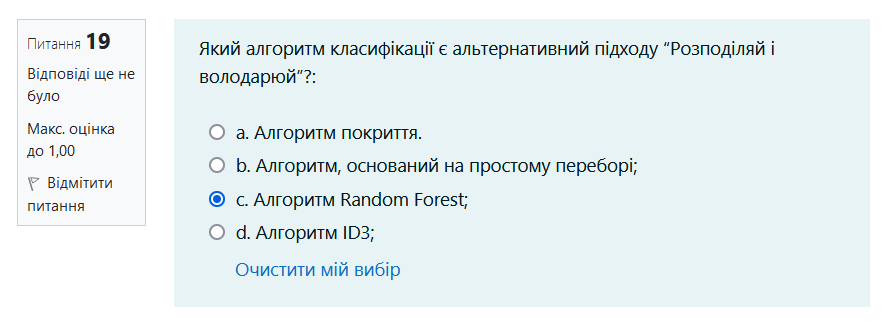 Питання 19
Відповіді ще не
було
Макс. оцінка
до 1,00
Відмітити
питання
Який алгоритм класифікації є альтернативний підходу “Розподіляй і
володарюй”?:
a. Алгоритм покриття.
b. Алгоритм, оснований на простому переборі;
c. Алгоритм Random Forest;
d. Алгоритм ID3;
Очистити мій вибір